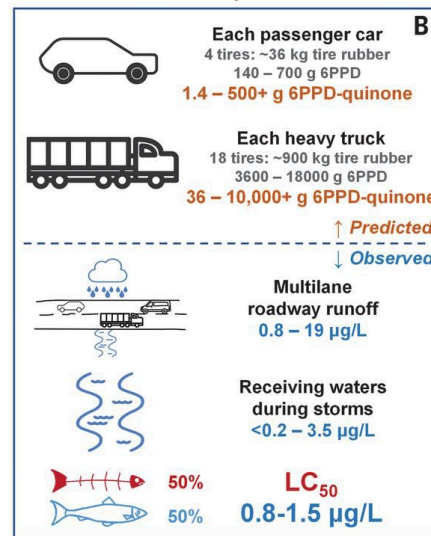 B
Each passenger car
4 tires: ~36 kg tire rubber
140 – 700 g 6PPD
1.4 – 500+ g 6PPD-quinone
Each heavy truck
18 tires: ~900 kg tire rubber
3600 – 18000 g 6PPD
36 – 10,000+ g 6PPD-quinone
↑ Predicted
↓ Observed
Multilane
roadway runoff
0.8 – 19 µg/L
Receiving waters
during storms
<0.2 – 3.5 µg/L
50%
50%
LC50
0.8-1.5 µg/L